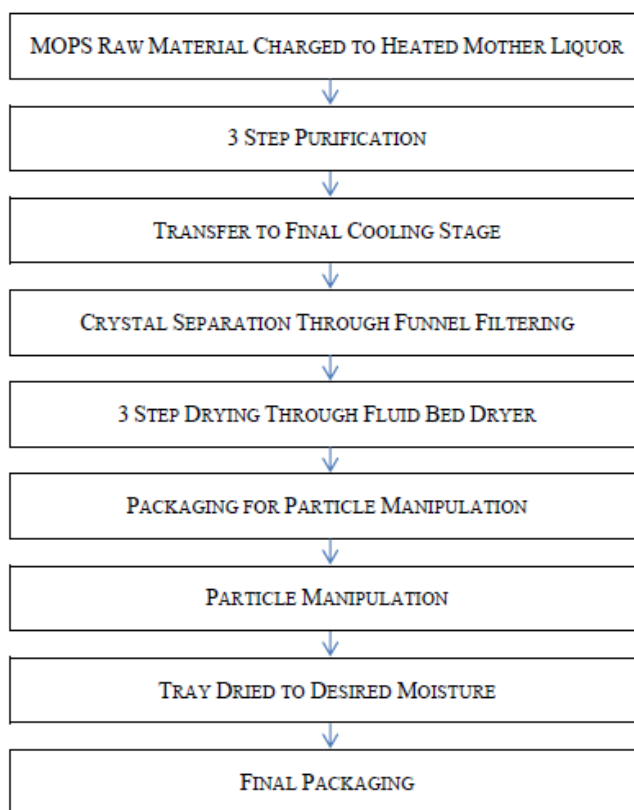 MOPS Raw Material Charged to Heated Mother Liquor
3 Step Purification
Transfer to Final Cooling Stage
Crystal Separation Through Funnel Filtering
3 Step Drying Through Fluid Bed Dryer
Packaging for Particle Manipulation
Particle Manipulation
Tray Dried to Desired Moisture
Final Packaging